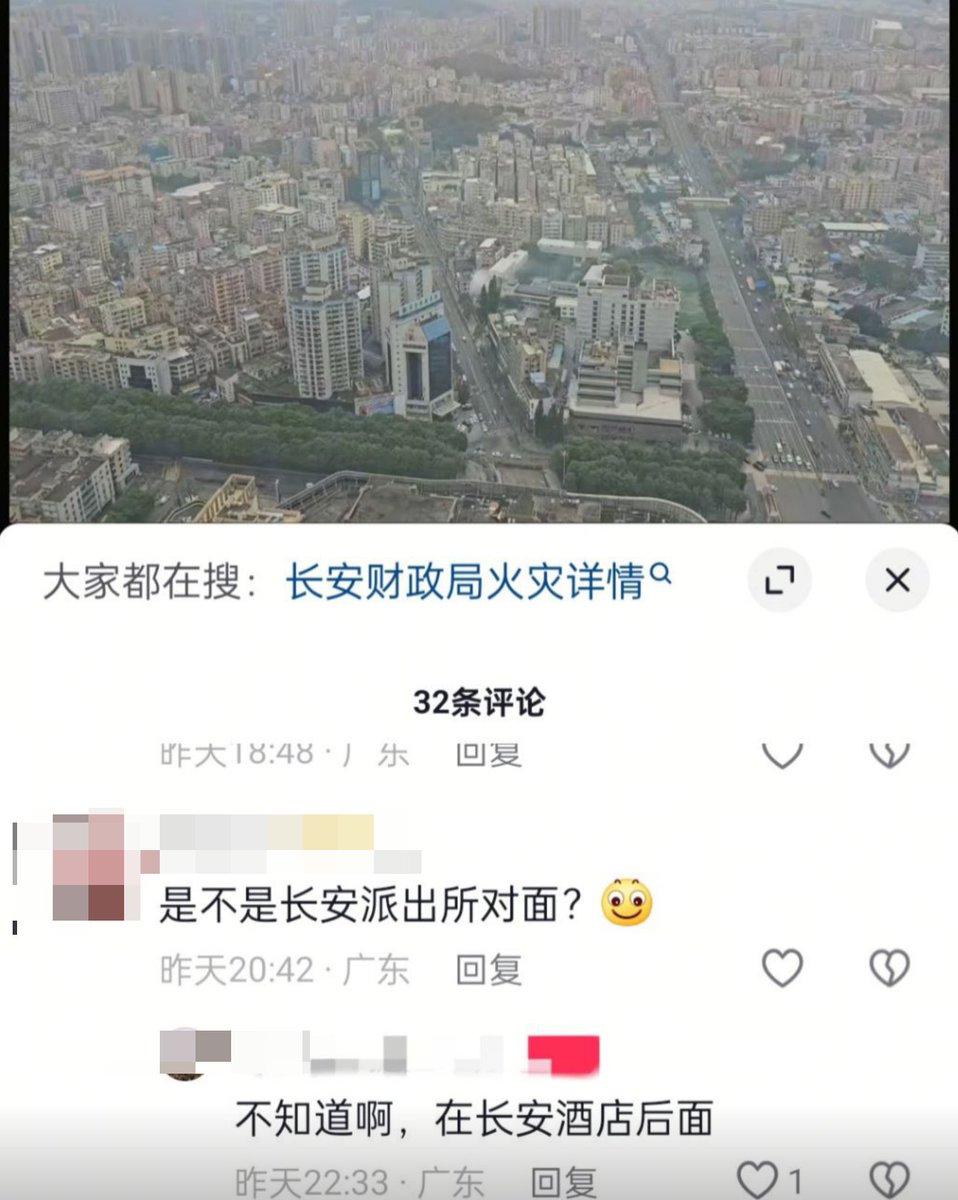 大家都在搜：长安财政局火灾详情
32条评论
昨天18:48·广东 回复
是不是长安派出所对面？
昨天20:42·广东 回复
不知道啊，在长安酒店后面
昨天22:33·广东 回复 1